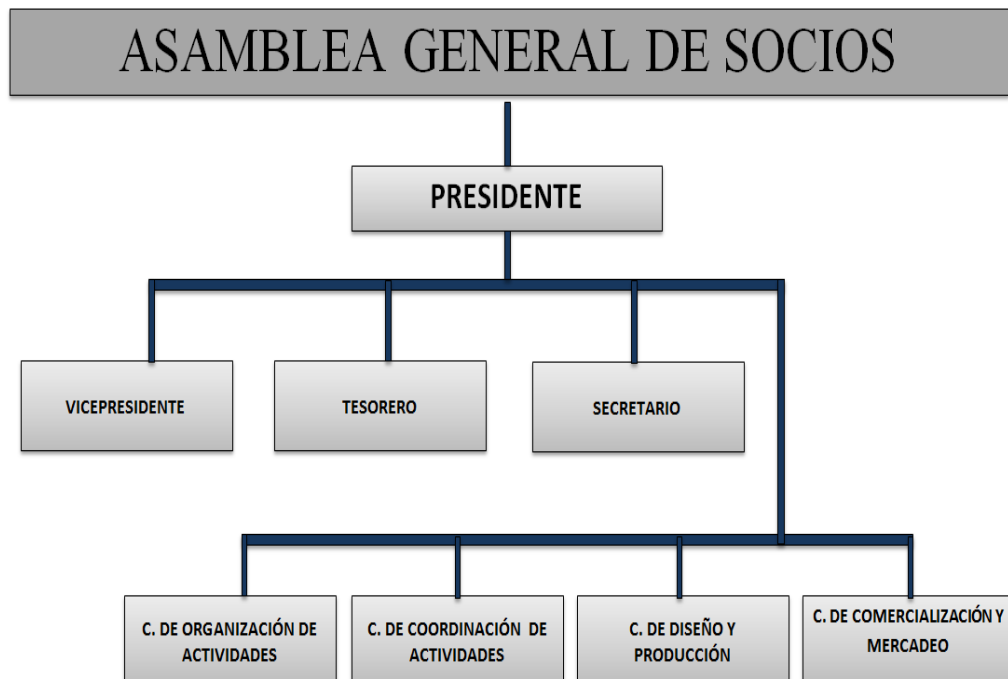 ASAMBLEA GENERAL DE SOCIOS
PRESIDENTE
VICEPRESIDENTE
TESORERO
SECRETARIO
C. DE ORGANIZACIÓN DE
ACTIVIDADES
C. DE COORDINACIÓN DE
ACTIVIDADES
C. DE DISEÑO Y
PRODUCCIÓN
C. DE COMERCIALIZACIÓN Y
MERCADEO